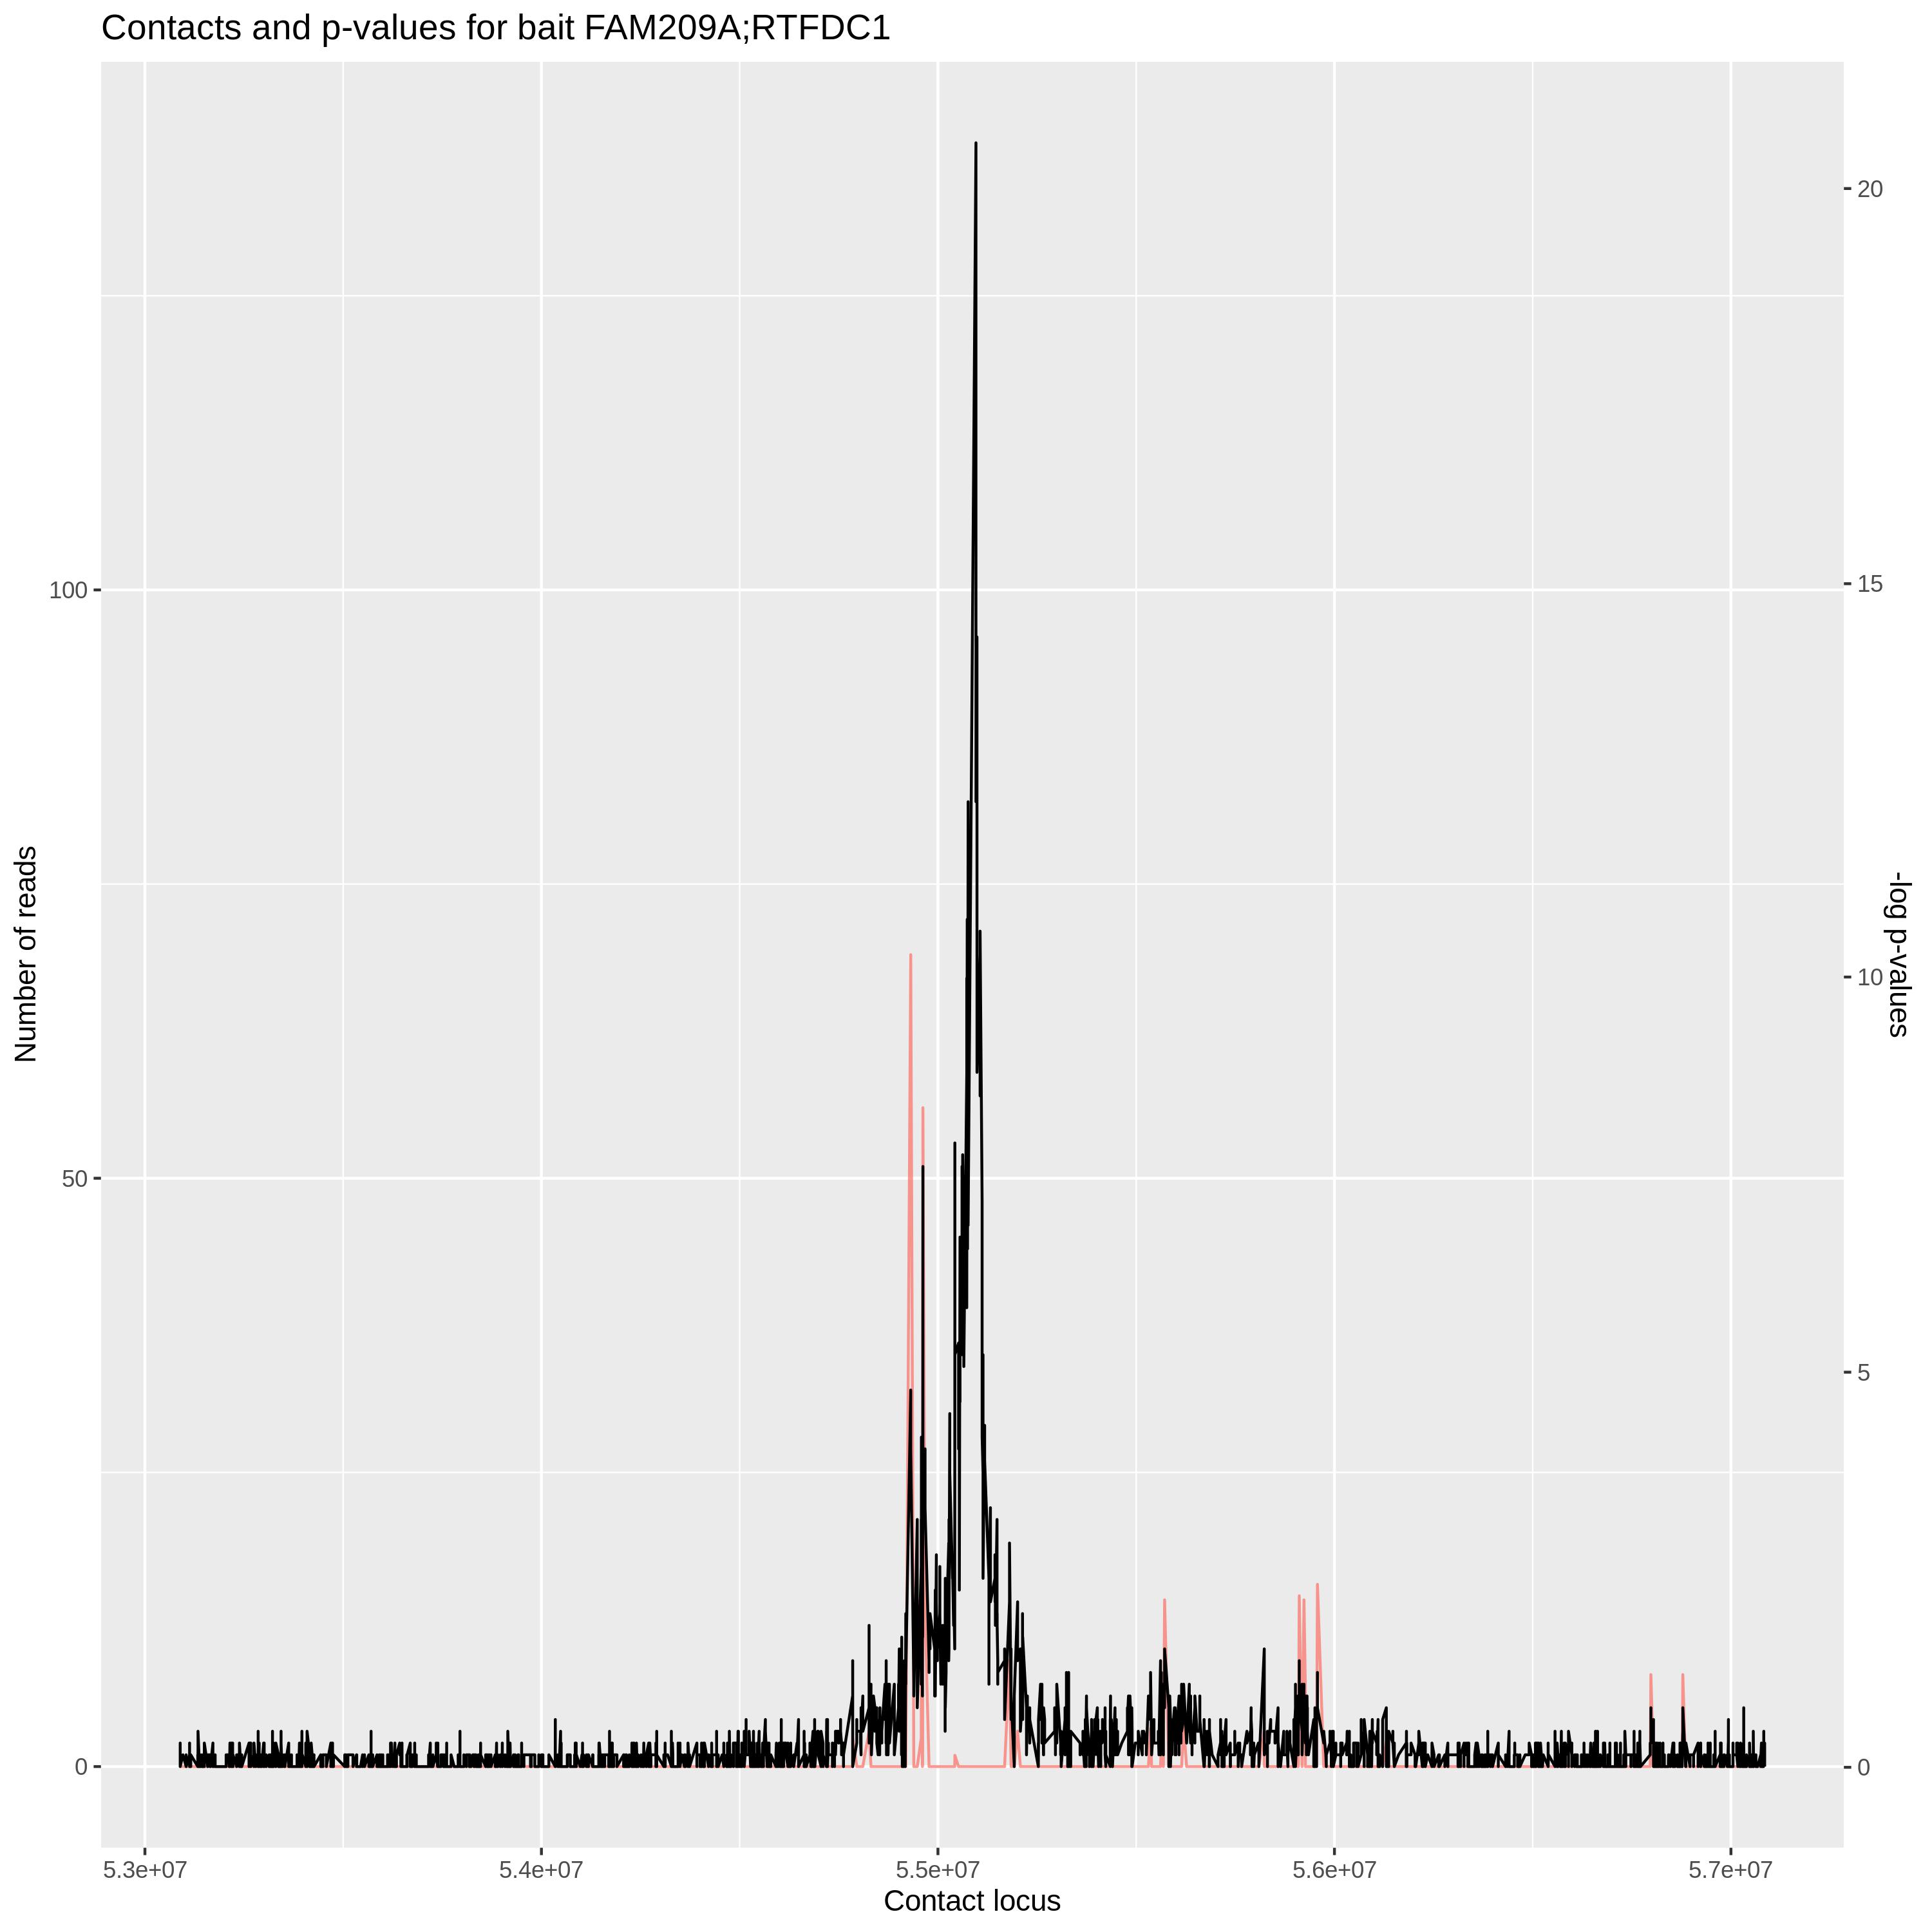 Contacts and p-values for bait FAM209A;RTFDC1
Number of reads
100
50
0
20
15
10
5
0
-log p-values
5.3e+07
5.4e+07
5.5e+07
5.6e+07
5.7e+07
Contact locus